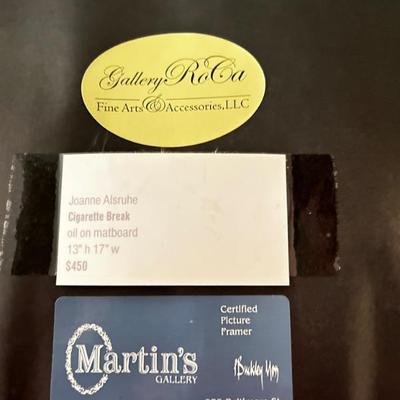 Gallery RoCa
Fine Arts & Accessories, LLC
Joanne Alsruhe
Cigarette Break
oil on matboard
13" h 17" w
$450
Certified
Picture
Framer
Martin's
GALLERY